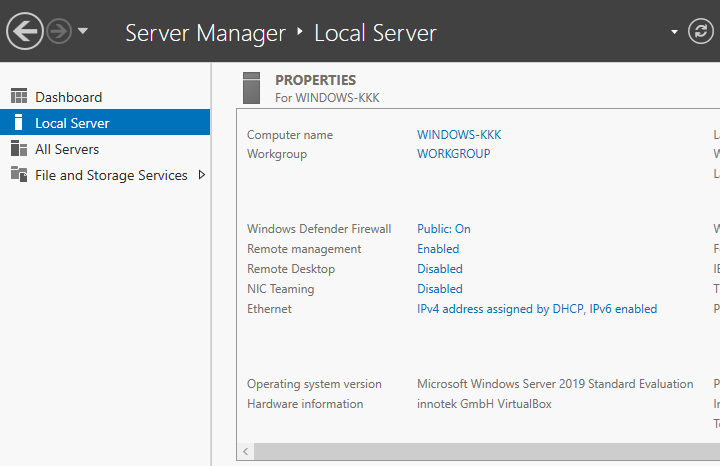 Server Manager ‣ Local Server
Dashboard
Local Server
All Servers
File and Storage Services
PROPERTIES
For WINDOWS-KKK
Computer name WINDOWS-KKK
Workgroup WORKGROUP
Windows Defender Firewall Public: On
Remote management Enabled
Remote Desktop Disabled
NIC Teaming Disabled
Ethernet IPv4 address assigned by DHCP, IPv6 enabled
Operating system version Microsoft Windows Server 2019 Standard Evaluation
Hardware information innotek GmbH VirtualBox